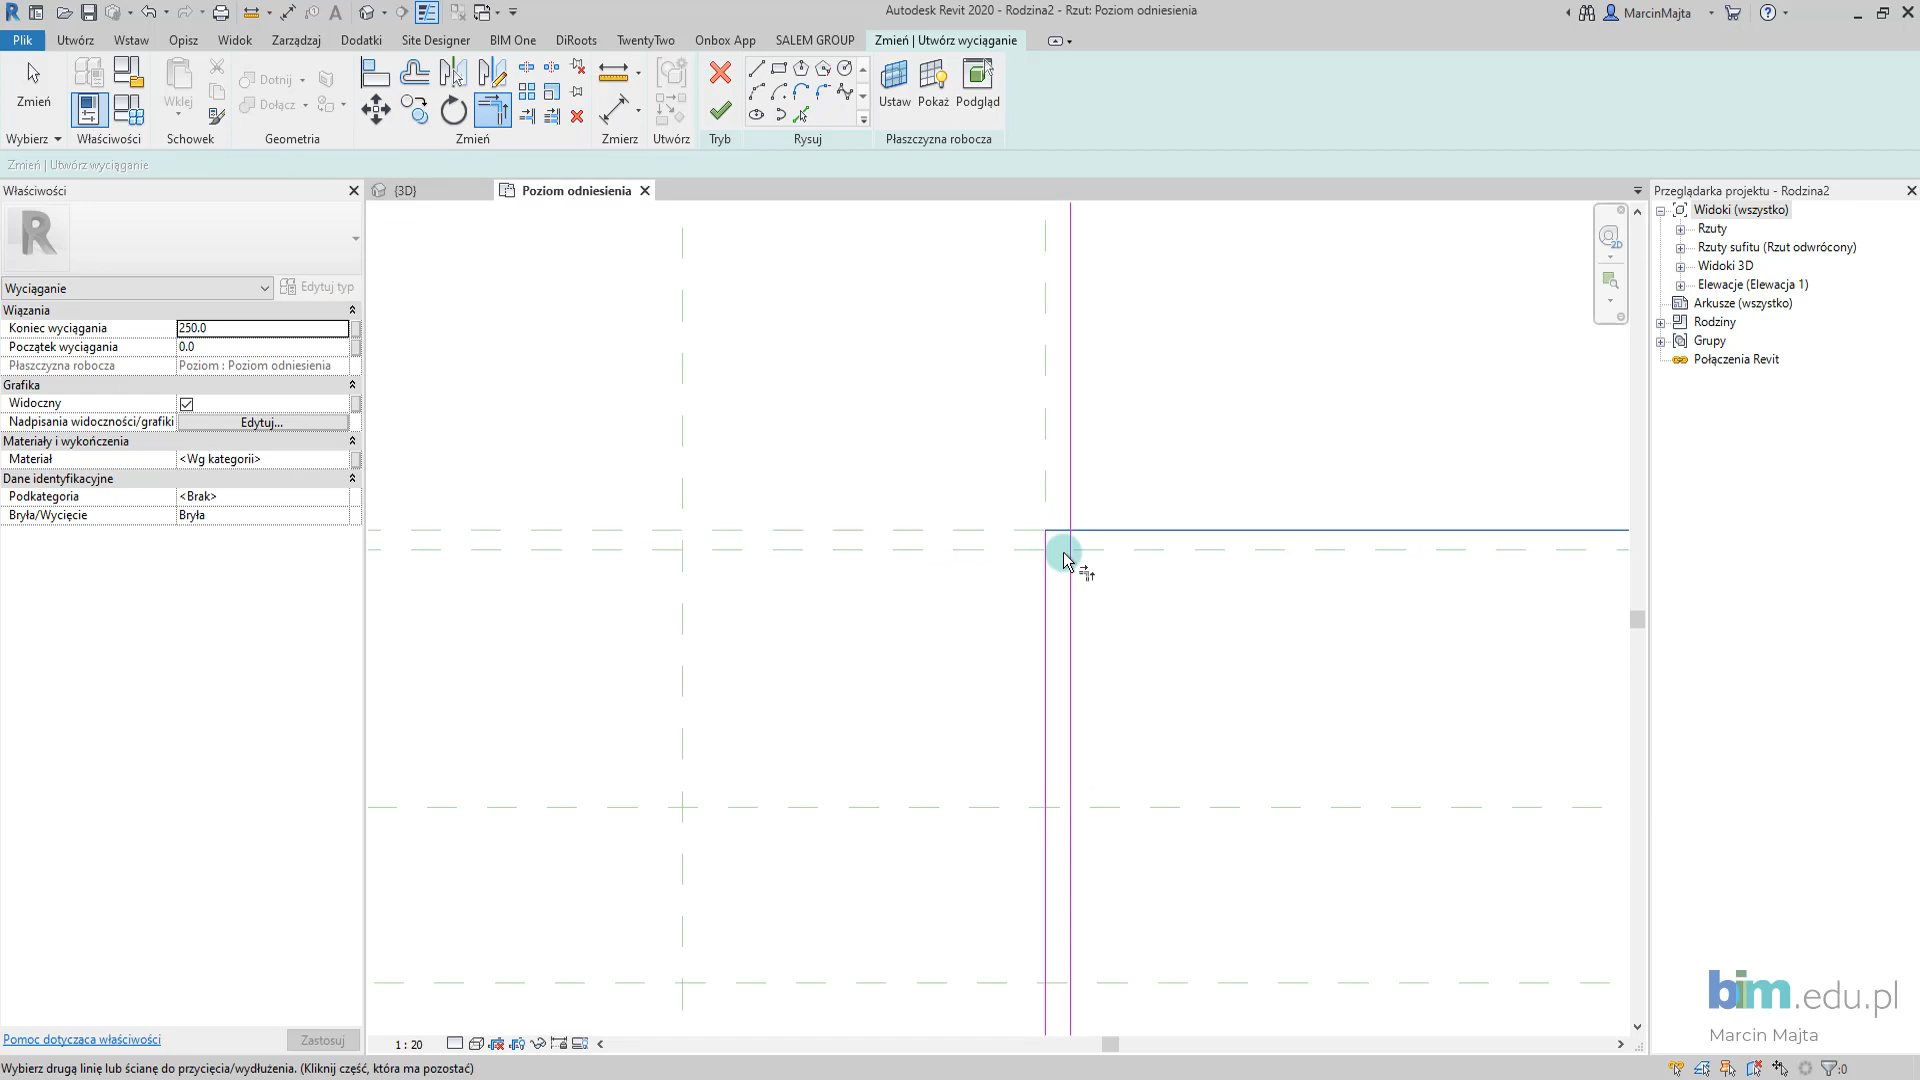 Autodesk Revit 2020 - Rodzina2 - Rzut: Poziom odniesienia
MarcinMajta
Plik Utwórz Wstaw Opisz Widok Zarządzaj Dodatki Site Designer BIM One DiRoots TwentyTwo Onbox App SALEM GROUP Zmień | Utwórz wyciąganie
Zmień Wklej Dotnij Dołącz Ustaw Pokaż Podgląd
Wybierz Właściwości Schowek Geometria Zmień Zmierz Utwórz Tryb Rysuj Płaszczyzna robocza
Zmień | Utwórz wyciąganie
Właściwości
{3D}
Poziom odniesienia
Przeglądarka projektu - Rodzina2
R
Wyciąganie
Edytuj typ
Wiązania
Koniec wyciągania 250.0
Początek wyciągania 0.0
Płaszczyzna robocza Poziom : Poziom odniesienia
Grafika
Widoczny
Nadpisania widoczności/grafiki Edytuj...
Materiały i wykończenia
Materiał <Wg kategorii>
Dane identyfikacyjne
Podkategoria <Brak>
Bryła/Wycięcie Bryła
2D
Widoki (wszystko)
Rzuty
Rzuty sufitu (Rzut odwrócony)
Widoki 3D
Elewacje (Elewacja 1)
Arkusze (wszystko)
Rodziny
Grupy
Połączenia Revit
bim.edu.pl
Marcin Majta
Pomoc dotycząca właściwości
Zastosuj
1 : 20
Wybierz drugą linię lub ścianę do przycięcia/wydłużenia. (Kliknij część, która ma pozostać)
:0